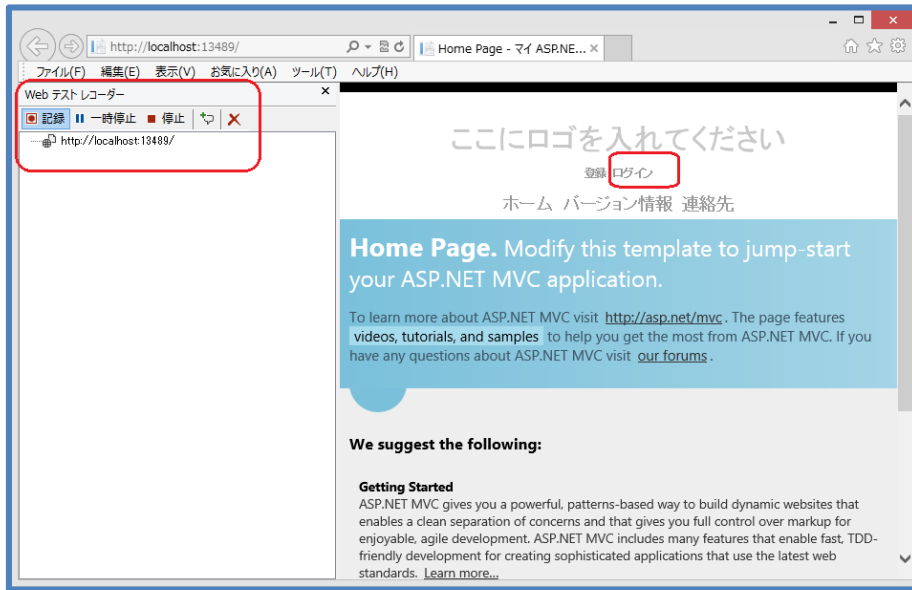 http://localhost:13489/
Home Page - マイ ASP.NE...
ファイル(F) 編集(E) 表示(V) お気に入り(A) ツール(T) ヘルプ(H)
Web テスト レコーダー
記録 一時停止 停止
http://localhost:13489/
ここにロゴを入れてください
登録 ログイン
ホーム バージョン情報 連絡先
Home Page. Modify this template to jump-start
your ASP.NET MVC application.
To learn more about ASP.NET MVC visit http://asp.net/mvc . The page features
videos, tutorials, and samples to help you get the most from ASP.NET MVC. If you
have any questions about ASP.NET MVC visit our forums .
We suggest the following:
Getting Started
ASP.NET MVC gives you a powerful, patterns-based way to build dynamic websites that
enables a clean separation of concerns and that gives you full control over markup for
enjoyable, agile development. ASP.NET MVC includes many features that enable fast, TDD-
friendly development for creating sophisticated applications that use the latest web
standards. Learn more...